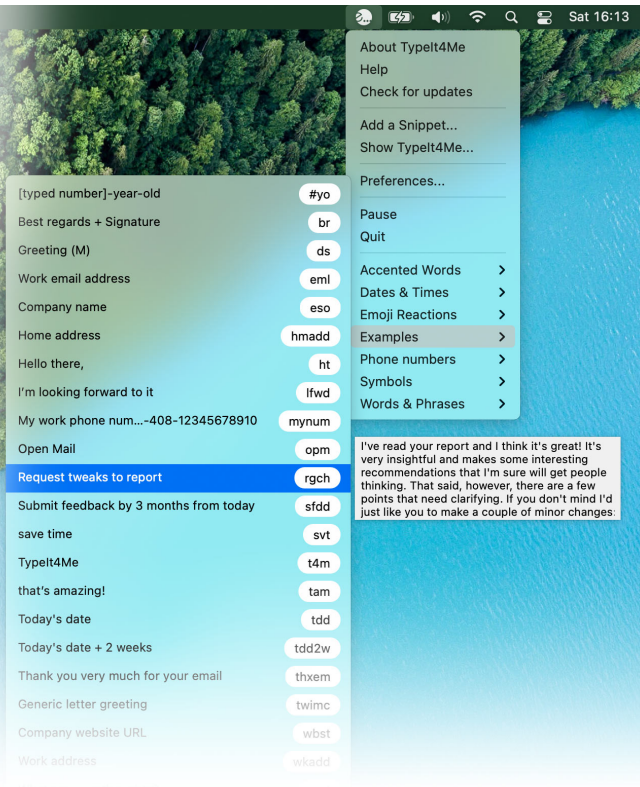 Sat 16:13
About TypeIt4Me
Help
Check for updates
Add a Snippet...
Show TypeIt4Me...
Preferences...
Pause
Quit
Accented Words
Dates & Times
Emoji Reactions
Examples
Phone numbers
Symbols
Words & Phrases
[typed number]-year-old #yo
Best regards + Signature br
Greeting (M) ds
Work email address eml
Company name eso
Home address hmadd
Hello there, ht
I'm looking forward to it lfwd
My work phone num...-408-12345678910 mynum
Open Mail opm
Request tweaks to report rgch
Submit feedback by 3 months from today sfdd
save time svt
TypeIt4Me t4m
that's amazing! tam
Today's date tdd
Today's date + 2 weeks tdd2w
Thank you very much for your email thxem
Generic letter greeting twimc
Company website URL wbst
Work address wkadd
I've read your report and I think it's great! It's
very insightful and makes some interesting
recommendations that I'm sure will get people
thinking. That said, however, there are a few
points that need clarifying. If you don't mind I'd
just like you to make a couple of minor changes: